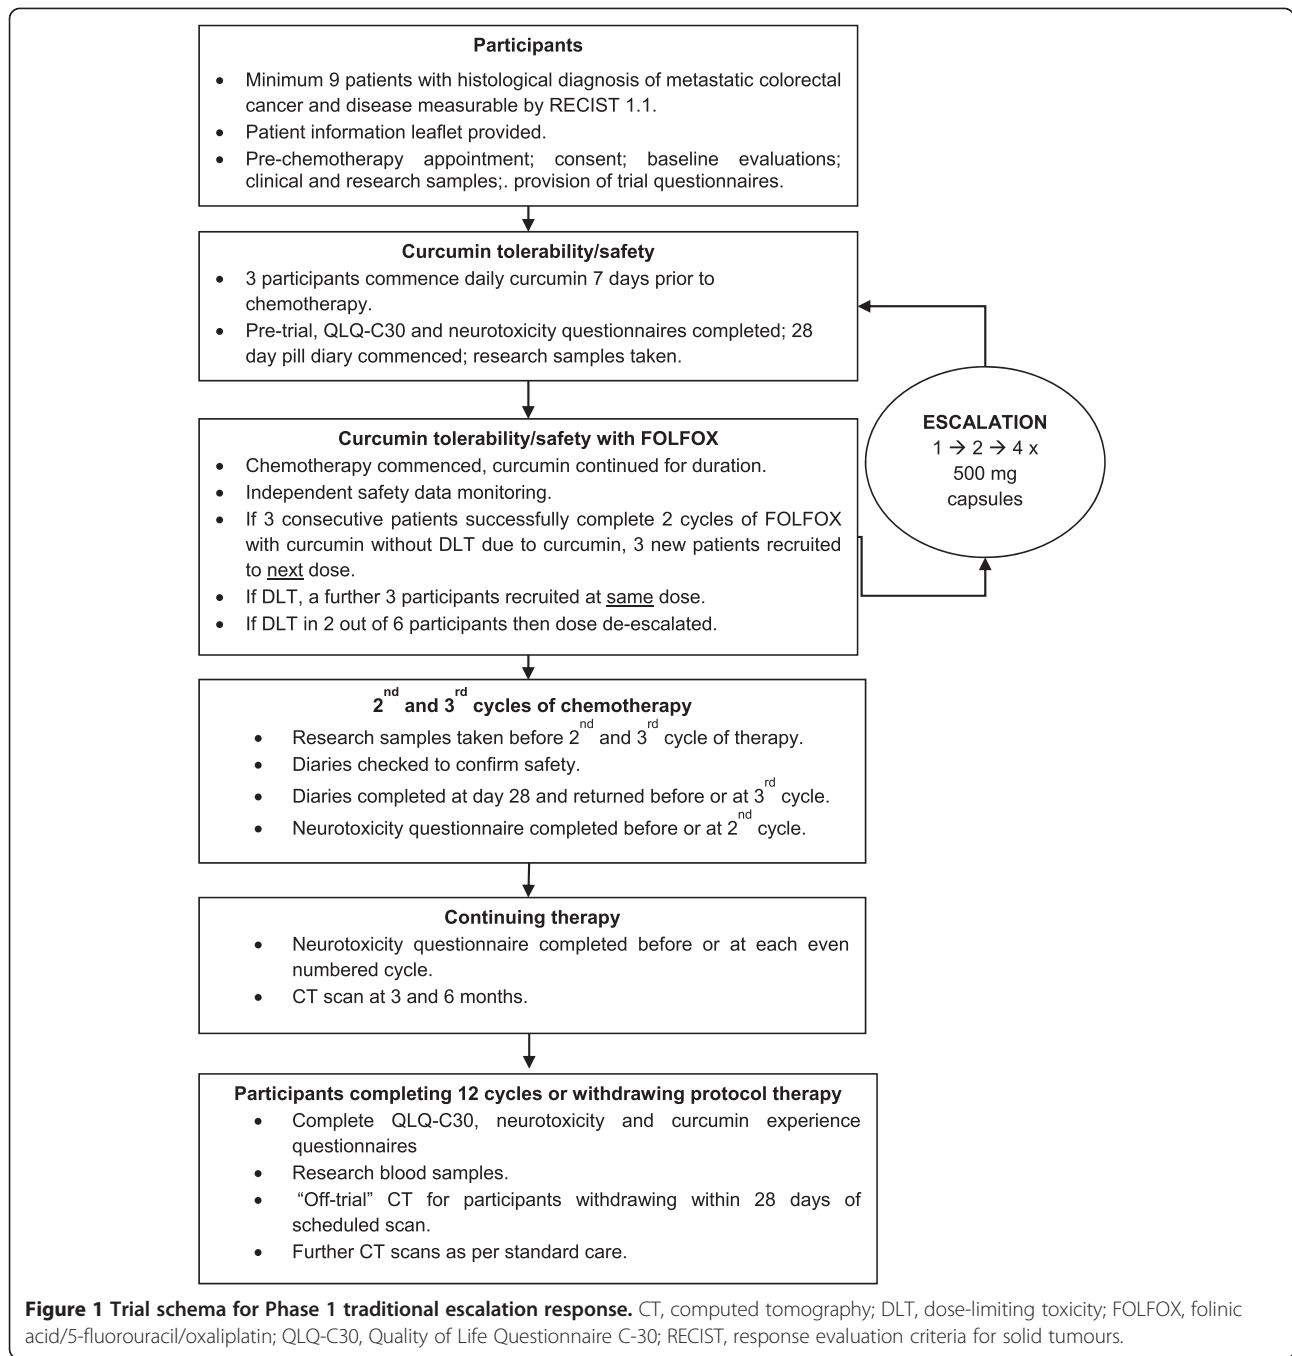 Participants
• Minimum 9 patients with histological diagnosis of metastatic colorectal
cancer and disease measurable by RECIST 1.1.
• Patient information leaflet provided.
• Pre-chemotherapy appointment; consent; baseline evaluations;
clinical and research samples;. provision of trial questionnaires.
Curcumin tolerability/safety
• 3 participants commence daily curcumin 7 days prior to
chemotherapy.
• Pre-trial, QLQ-C30 and neurotoxicity questionnaires completed; 28
day pill diary commenced; research samples taken.
Curcumin tolerability/safety with FOLFOX
• Chemotherapy commenced, curcumin continued for duration.
• Independent safety data monitoring.
• If 3 consecutive patients successfully complete 2 cycles of FOLFOX
with curcumin without DLT due to curcumin, 3 new patients recruited
to next dose.
• If DLT, a further 3 participants recruited at same dose.
• If DLT in 2 out of 6 participants then dose de-escalated.
ESCALATION
1 → 2 → 4 x
500 mg
capsules
2nd and 3rd cycles of chemotherapy
• Research samples taken before 2nd and 3rd cycle of therapy.
• Diaries checked to confirm safety.
• Diaries completed at day 28 and returned before or at 3rd cycle.
• Neurotoxicity questionnaire completed before or at 2nd cycle.
Continuing therapy
• Neurotoxicity questionnaire completed before or at each even
numbered cycle.
• CT scan at 3 and 6 months.
Participants completing 12 cycles or withdrawing protocol therapy
• Complete QLQ-C30, neurotoxicity and curcumin experience
questionnaires
• Research blood samples.
• “Off-trial” CT for participants withdrawing within 28 days of
scheduled scan.
• Further CT scans as per standard care.
Figure 1 Trial schema for Phase 1 traditional escalation response. CT, computed tomography; DLT, dose-limiting toxicity; FOLFOX, folinic
acid/5-fluorouracil/oxaliplatin; QLQ-C30, Quality of Life Questionnaire C-30; RECIST, response evaluation criteria for solid tumours.